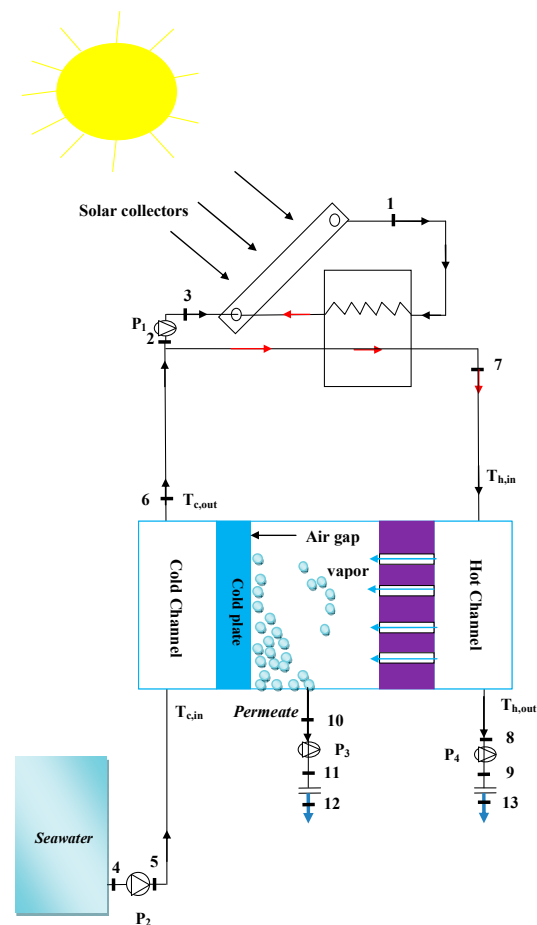 1
Solar collectors
3
P1
2
7
Th,in
6
Tc,out
Air gap
vapor
Cold Channel
Cold plate
Hot Channel
Tc,in
Permeate
10
Th,out
8
P3
P4
11
9
12
13
Seawater
4
5
P2